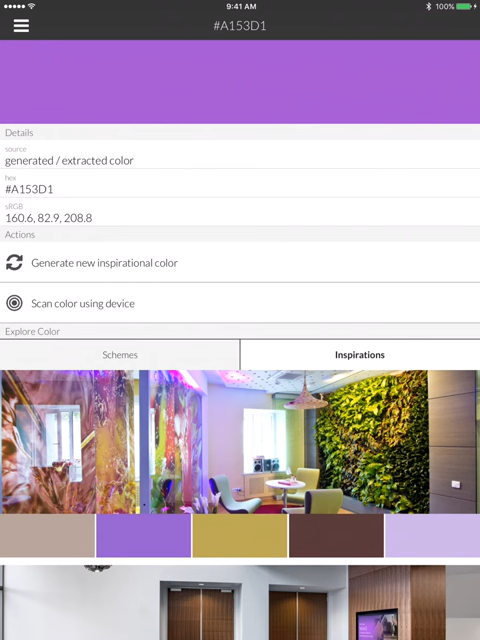 9:41 AM
100%
#A153D1
Details
source
generated / extracted color
hex
#A153D1
sRGB
160.6, 82.9, 208.8
Actions
Generate new inspirational color
Scan color using device
Explore Color
Schemes
Inspirations